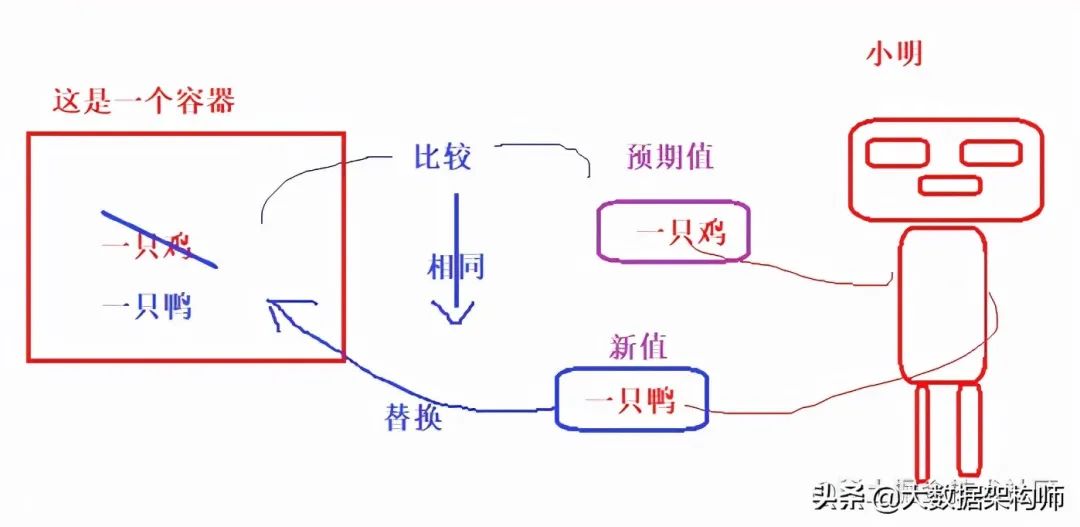 小明
这是一个容器
比较
预期值
一只鸡
一只鸡
相同
一只鸭
新值
一只鸭
替换
头条 @大数据架构师